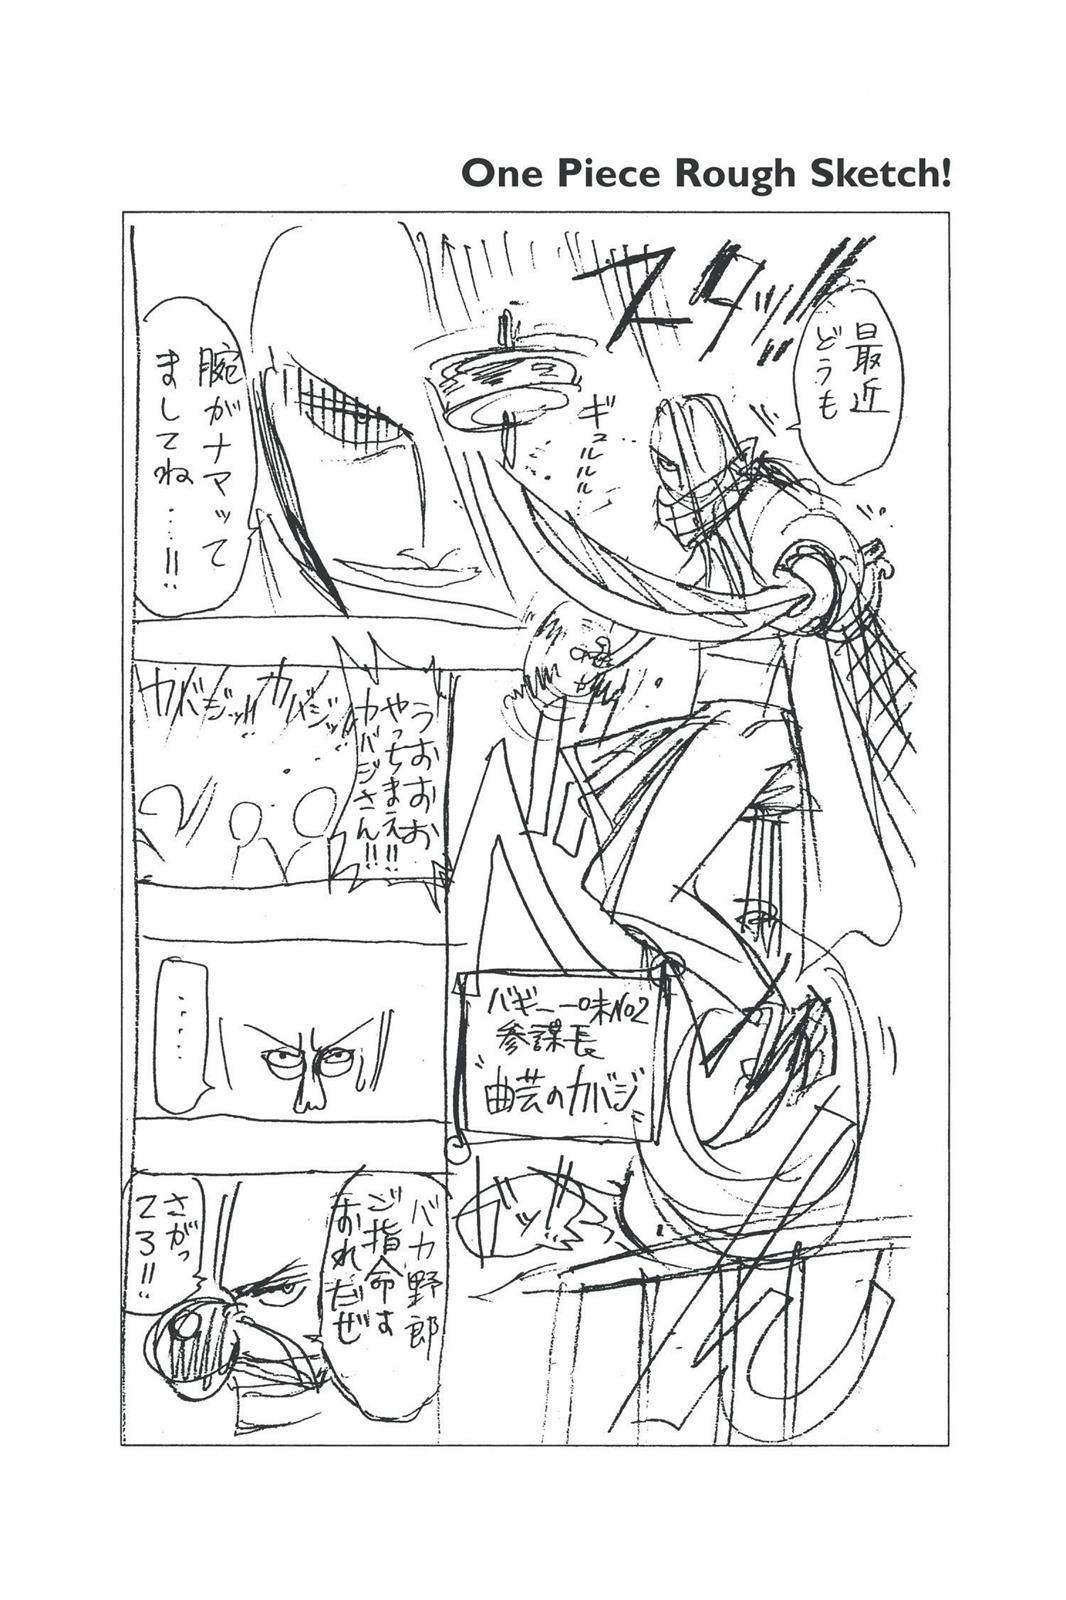 One Piece Rough Sketch!
スタッ!!
最近
どうも
ギュルルル
腕がナマッて
ましてね…!!
バギー一味No2
参謀長
"曲芸のカバジ"
うおおおお
やっちまえ!!
カバジさん!!
カバジッ!!
カバジッ!!
……
バカ野郎
ご指命は
おれだぜ
さがっ
てろ!!